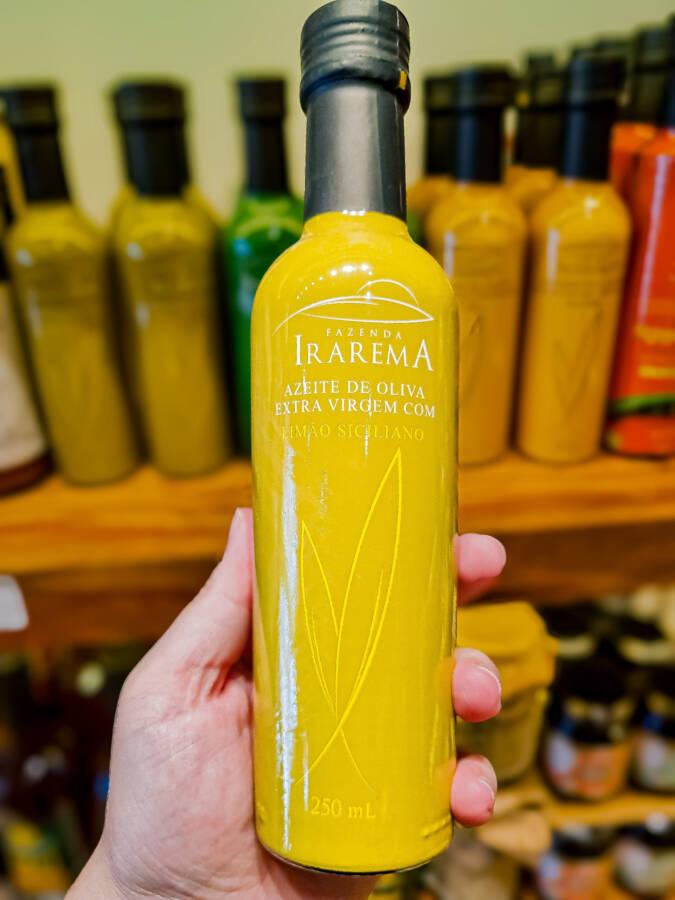 FAZENDA
IRAREMA
AZEITE DE OLIVA
EXTRA VIRGEM COM
LIMÃO SICILIANO
250 mL